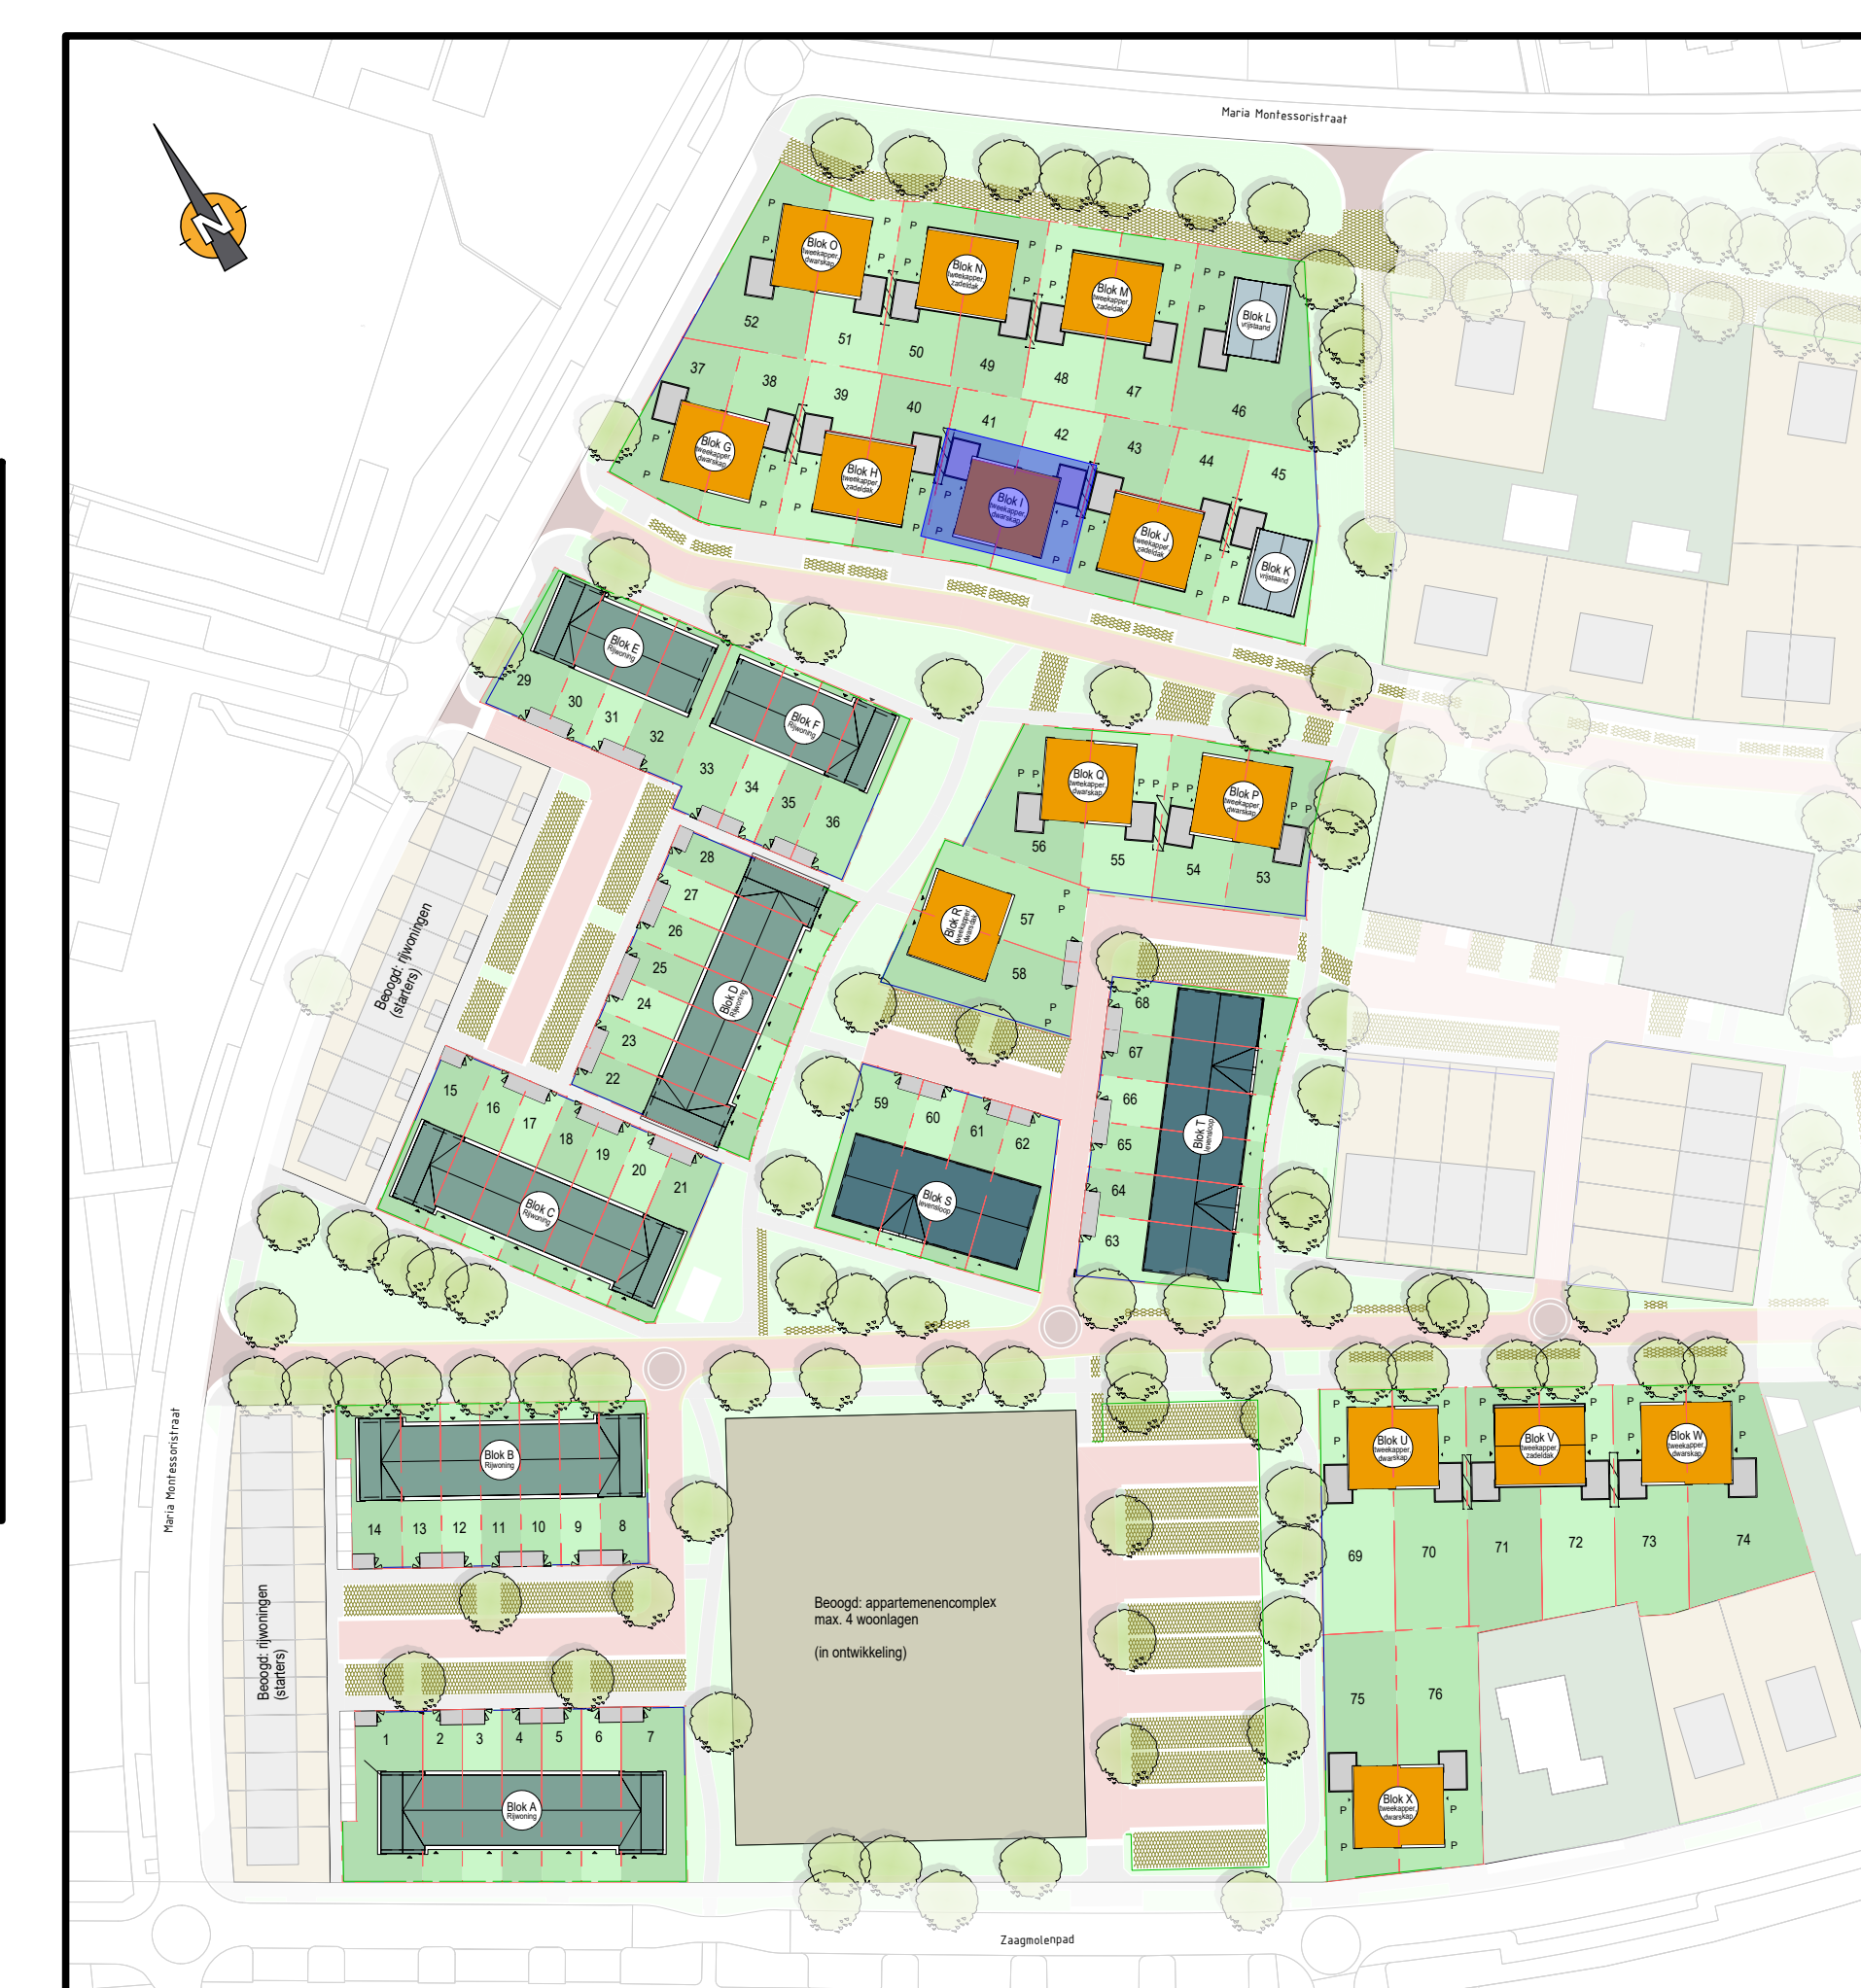 Maria Montessoristraat
N
P
P
Blok O
tweekapper,
dwarskap
P
P
Blok N
tweekapper,
zadeldak
P
P
Blok M
tweekapper,
zadeldak
P
P
P P
Blok L
vrijstaand
52
51
50
49
48
47
46
37
38
39
40
41
42
43
44
45
Blok G
tweekapper,
dwarskap
Blok H
tweekapper,
zadeldak
Blok I
tweekapper,
dwarskap
Blok J
tweekapper,
zadeldak
Blok K
vrijstaand
Blok E
Rijwoning
Blok F
Rijwoning
29
30
31
32
33
34
35
36
P P
Blok Q
tweekapper,
dwarskap
P P
P P
Blok P
tweekapper,
dwarskap
P P
56
55
54
53
28
27
26
25
24
23
22
Blok D
Rijwoning
Blok R
tweekapper,
dwarskap
57
58
P
P
P
P
Beoogd: rijwoningen
(starters))
68
67
66
65
64
63
Blok T
levensloop
59
60
61
62
Blok S
levensloop
15
16
17
18
19
20
21
Blok C
Rijwoning
Maria Montessoristraat
Blok B
Rijwoning
14
13
12
11
10
9
8
Blok U
tweekapper,
dwarskap
Blok V
tweekapper,
zadeldak
Blok W
tweekapper,
dwarskap
69
70
71
72
73
74
Beoogd: rijwoningen
(starters)
Beoogd: appartemenencomplex
max. 4 woonlagen
(in ontwikkeling)
75
76
1
2
3
4
5
6
7
Blok A
Rijwoning
Blok X
tweekapper,
dwarskap
P
P
P
P
Zaagmolenpad